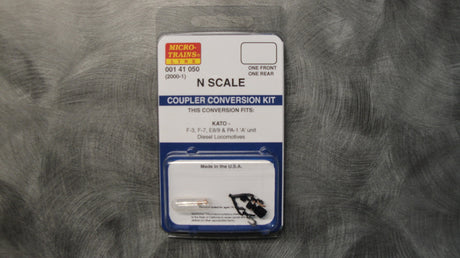 MICRO-
TRAINS®
LINE
001 41 050
(2000-1)
ONE FRONT
ONE REAR
N SCALE
COUPLER CONVERSION KIT
THIS CONVERSION FITS:
KATO -
F-3, F-7, E8/9 & PA-1 'A' unit
Diesel Locomotives
Made in the U.S.A.